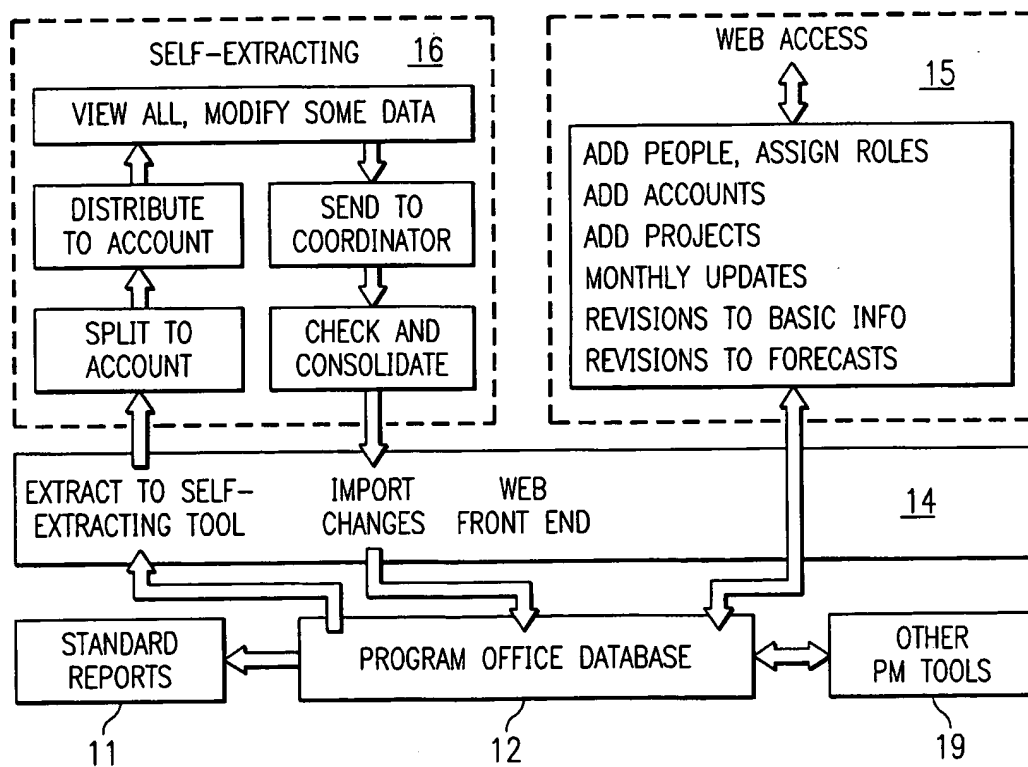 SELF-EXTRACTING 16
VIEW ALL, MODIFY SOME DATA
DISTRIBUTE
TO ACCOUNT
SEND TO
COORDINATOR
SPLIT TO
ACCOUNT
CHECK AND
CONSOLIDATE
WEB ACCESS
15
ADD PEOPLE, ASSIGN ROLES
ADD ACCOUNTS
ADD PROJECTS
MONTHLY UPDATES
REVISIONS TO BASIC INFO
REVISIONS TO FORECASTS
EXTRACT TO SELF-
EXTRACTING TOOL
IMPORT
CHANGES
WEB
FRONT END
14
STANDARD
REPORTS
PROGRAM OFFICE DATABASE
OTHER
PM TOOLS
11
12
19